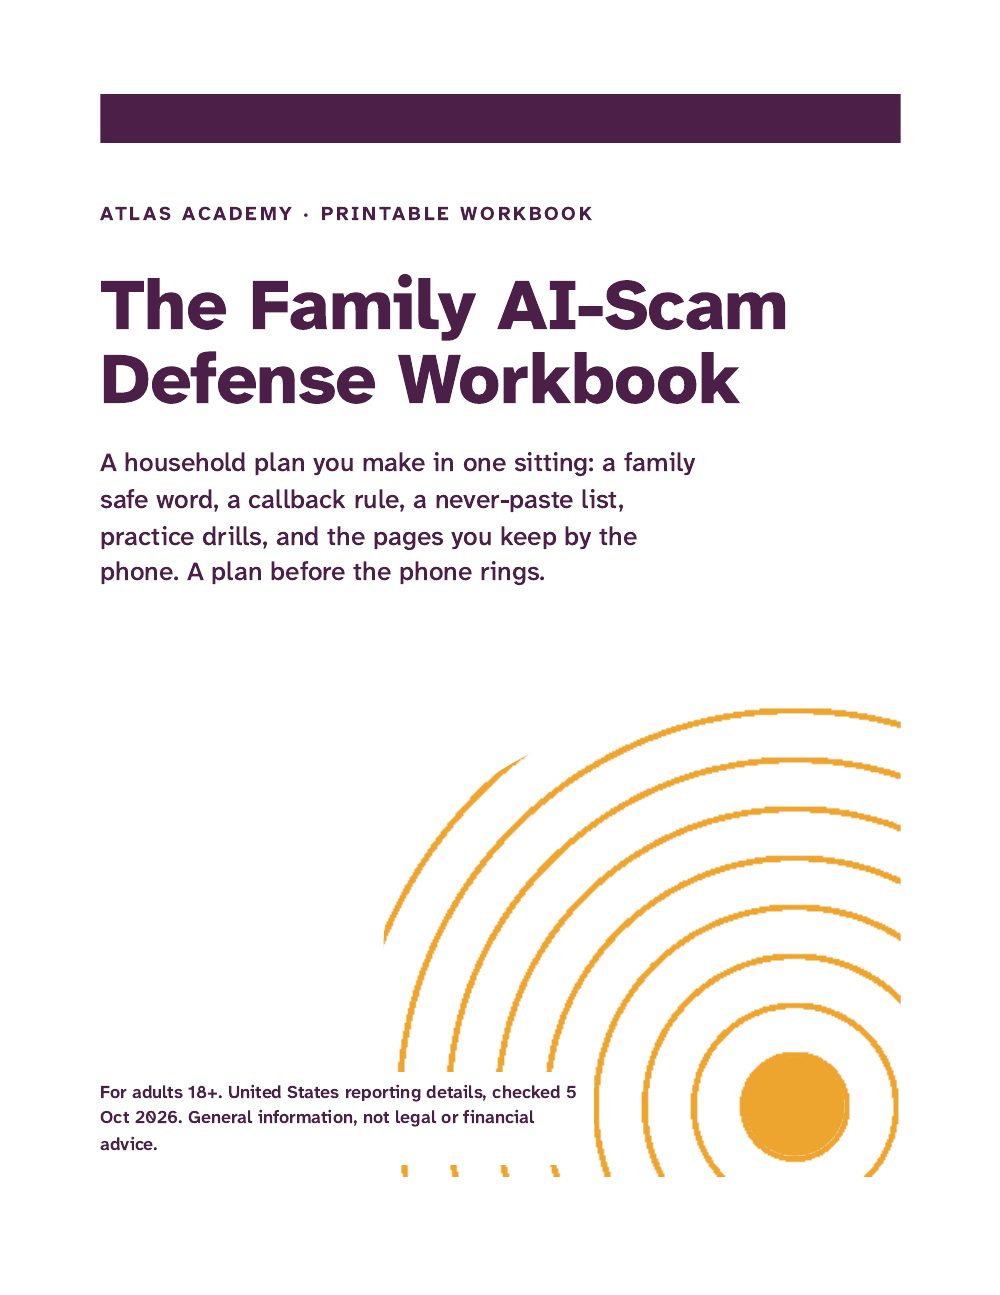 ATLAS ACADEMY · PRINTABLE WORKBOOK
The Family AI-Scam
Defense Workbook
A household plan you make in one sitting: a family
safe word, a callback rule, a never-paste list,
practice drills, and the pages you keep by the
phone. A plan before the phone rings.
For adults 18+. United States reporting details, checked 5
Oct 2026. General information, not legal or financial
advice.